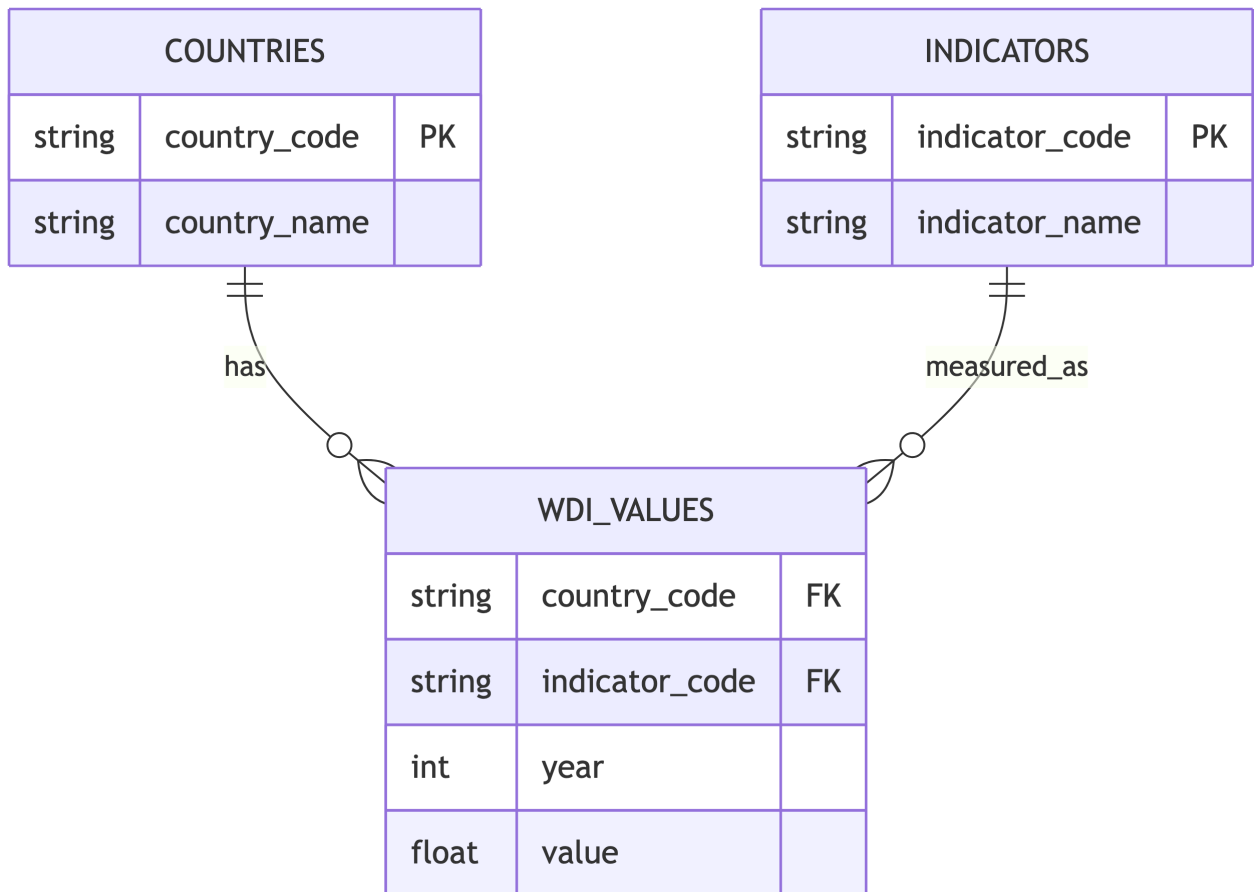 COUNTRIES
string country_code PK
string country_name
INDICATORS
string indicator_code PK
string indicator_name
has
measured_as
WDI_VALUES
string country_code FK
string indicator_code FK
int year
float value